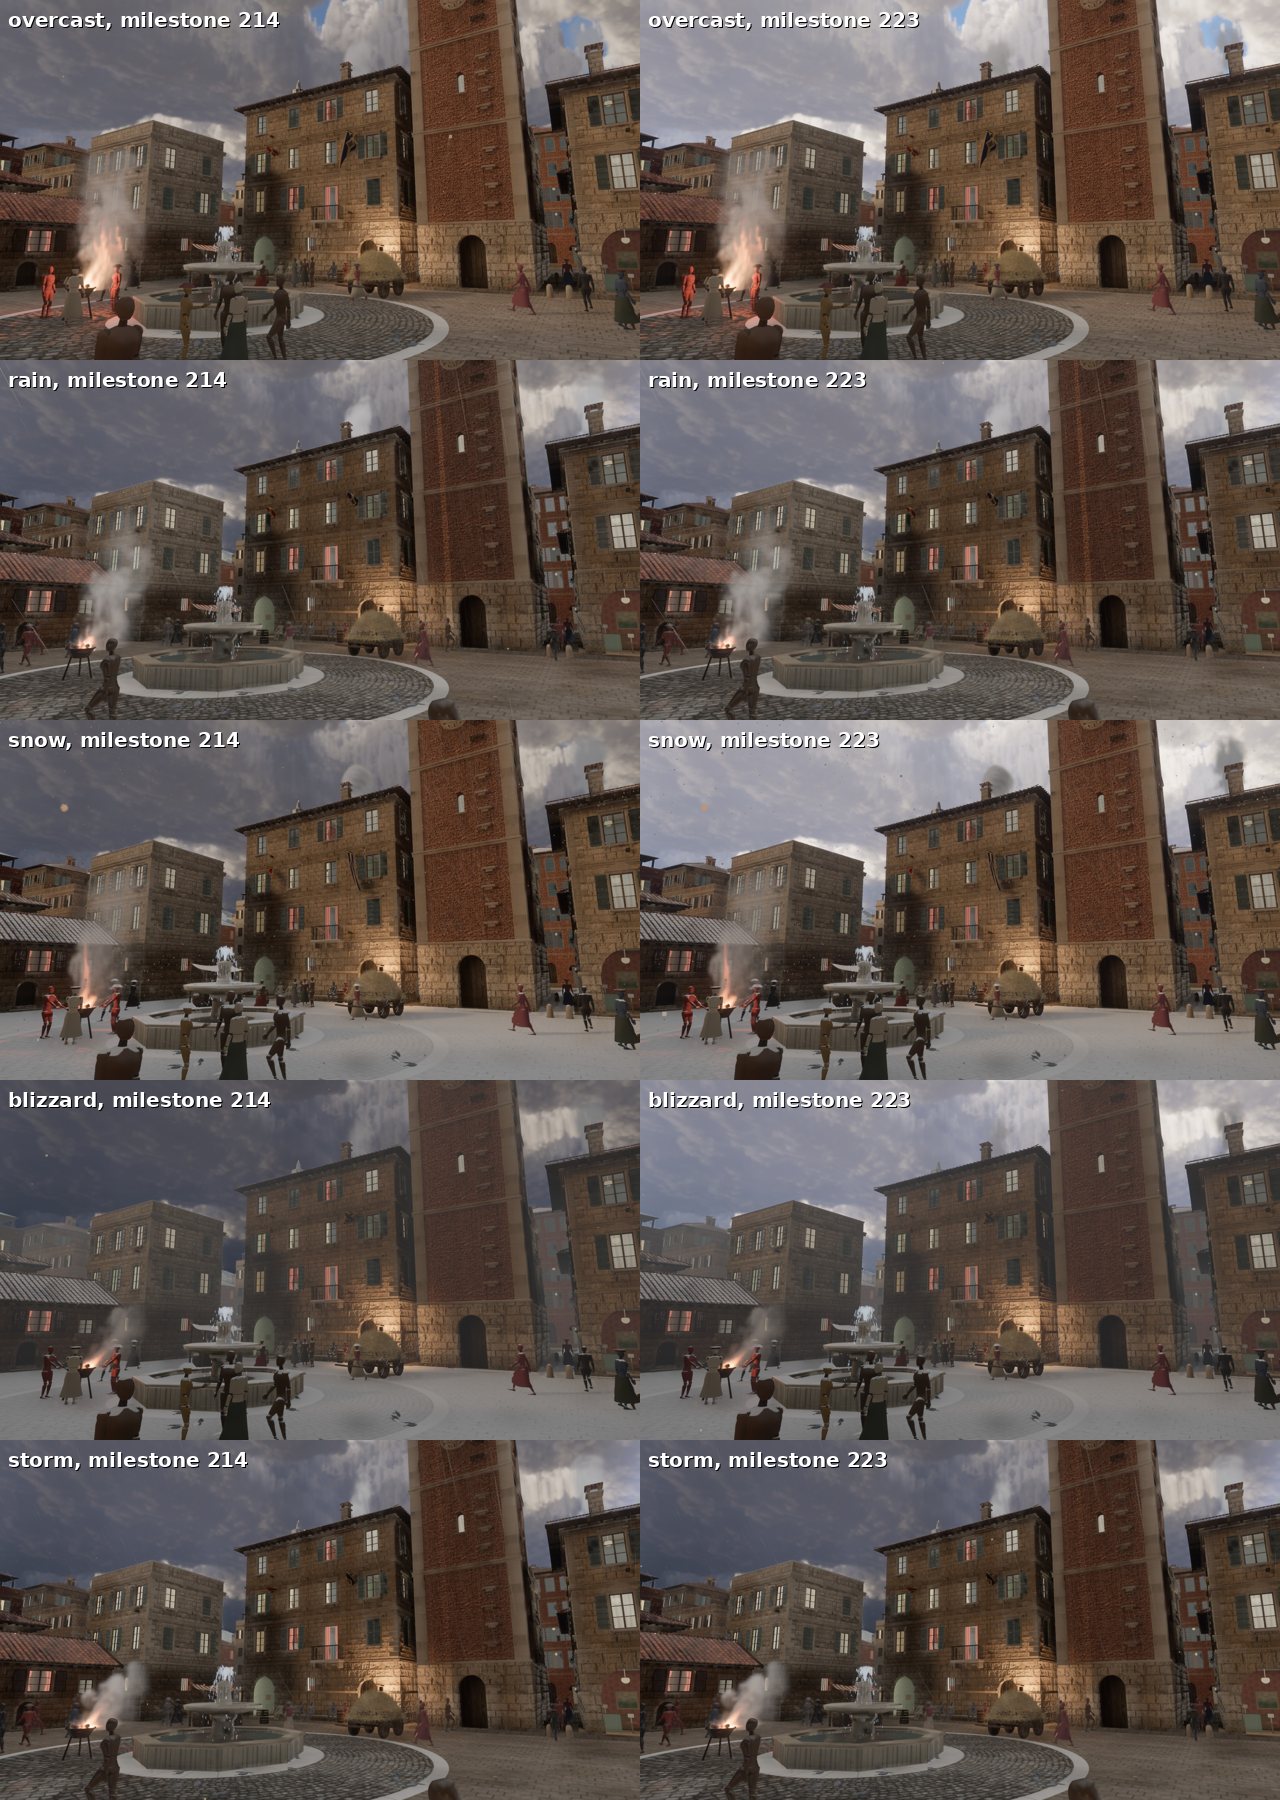 overcast, milestone 214
overcast, milestone 223
rain, milestone 214
rain, milestone 223
snow, milestone 214
snow, milestone 223
blizzard, milestone 214
blizzard, milestone 223
storm, milestone 214
storm, milestone 223